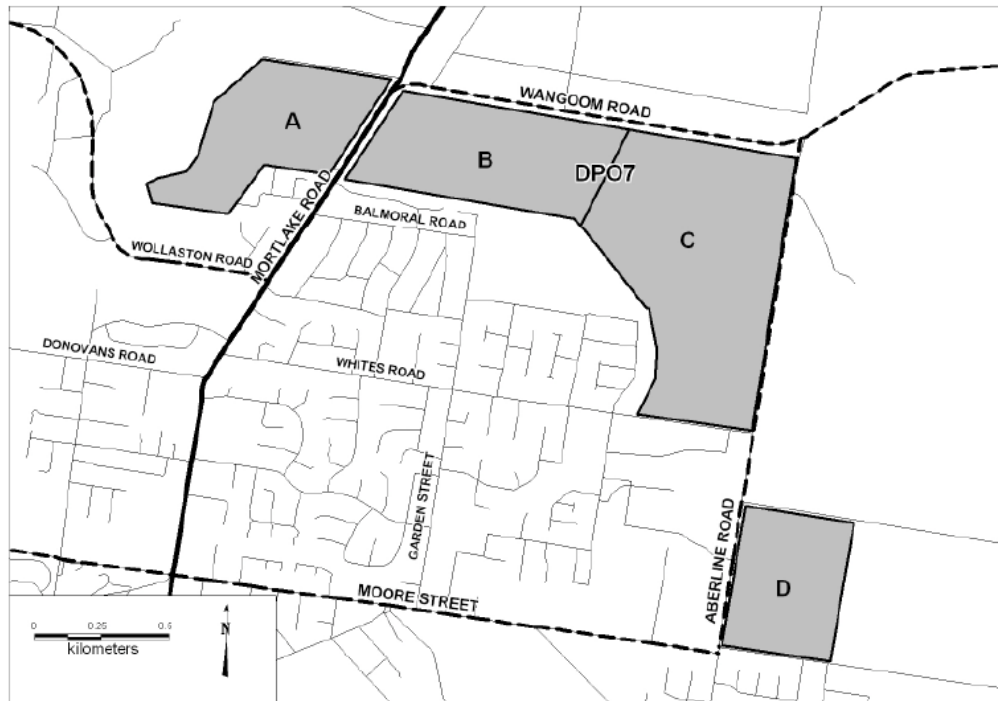 WANGOOM ROAD
A
B
DPO7
MORTLAKE ROAD
BALMORAL ROAD
C
WOLLASTON ROAD
DONOVANS ROAD
WHITES ROAD
GARDEN STREET
ABERLINE ROAD
D
MOORE STREET
0 0.25 0.5
kilometers
N